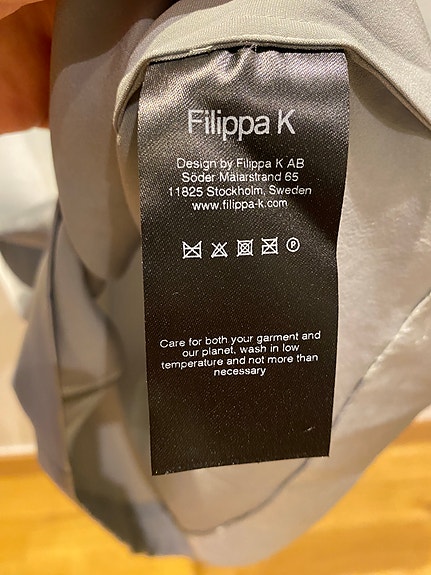 Filippa K
Design by Filippa K AB
Söder Mälarstrand 65
11825 Stockholm, Sweden
www.filippa-k.com
P
Care for both your garment and
our planet, wash in low
temperature and not more than
necessary